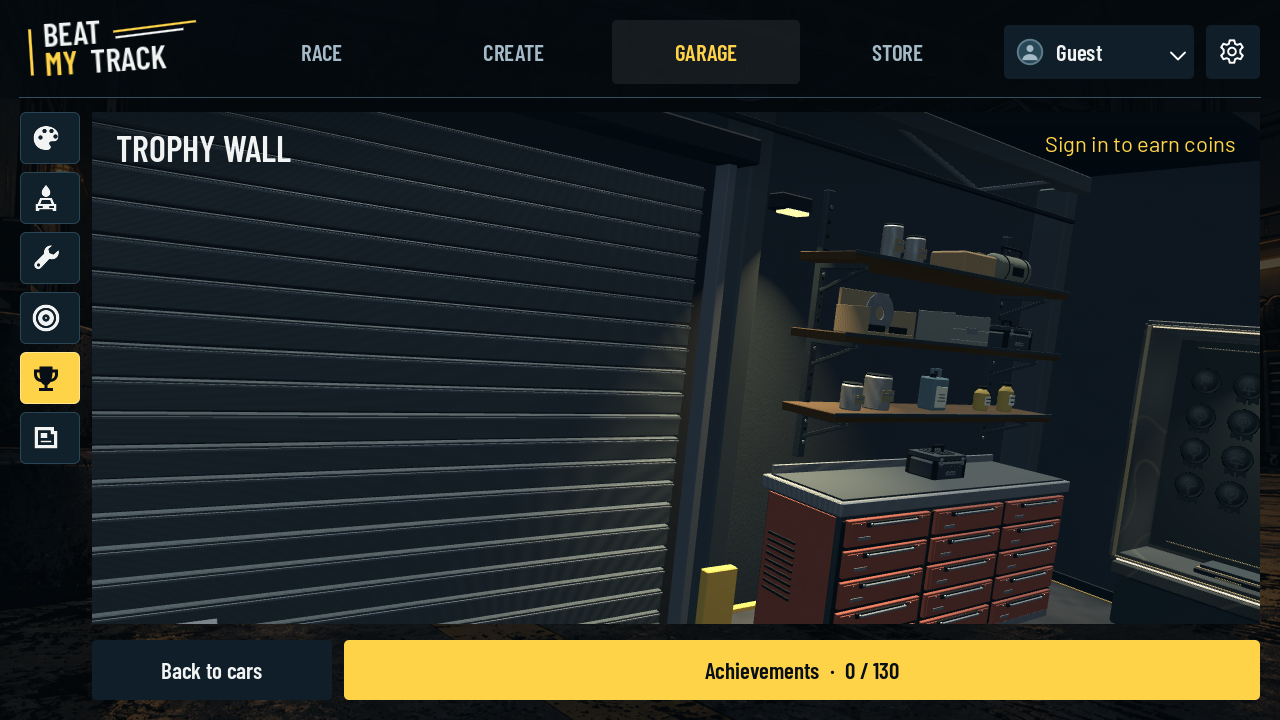 BEAT
MY TRACK
RACE
CREATE
GARAGE
STORE
Guest
TROPHY WALL
Sign in to earn coins
Back to cars
Achievements · 0 / 130